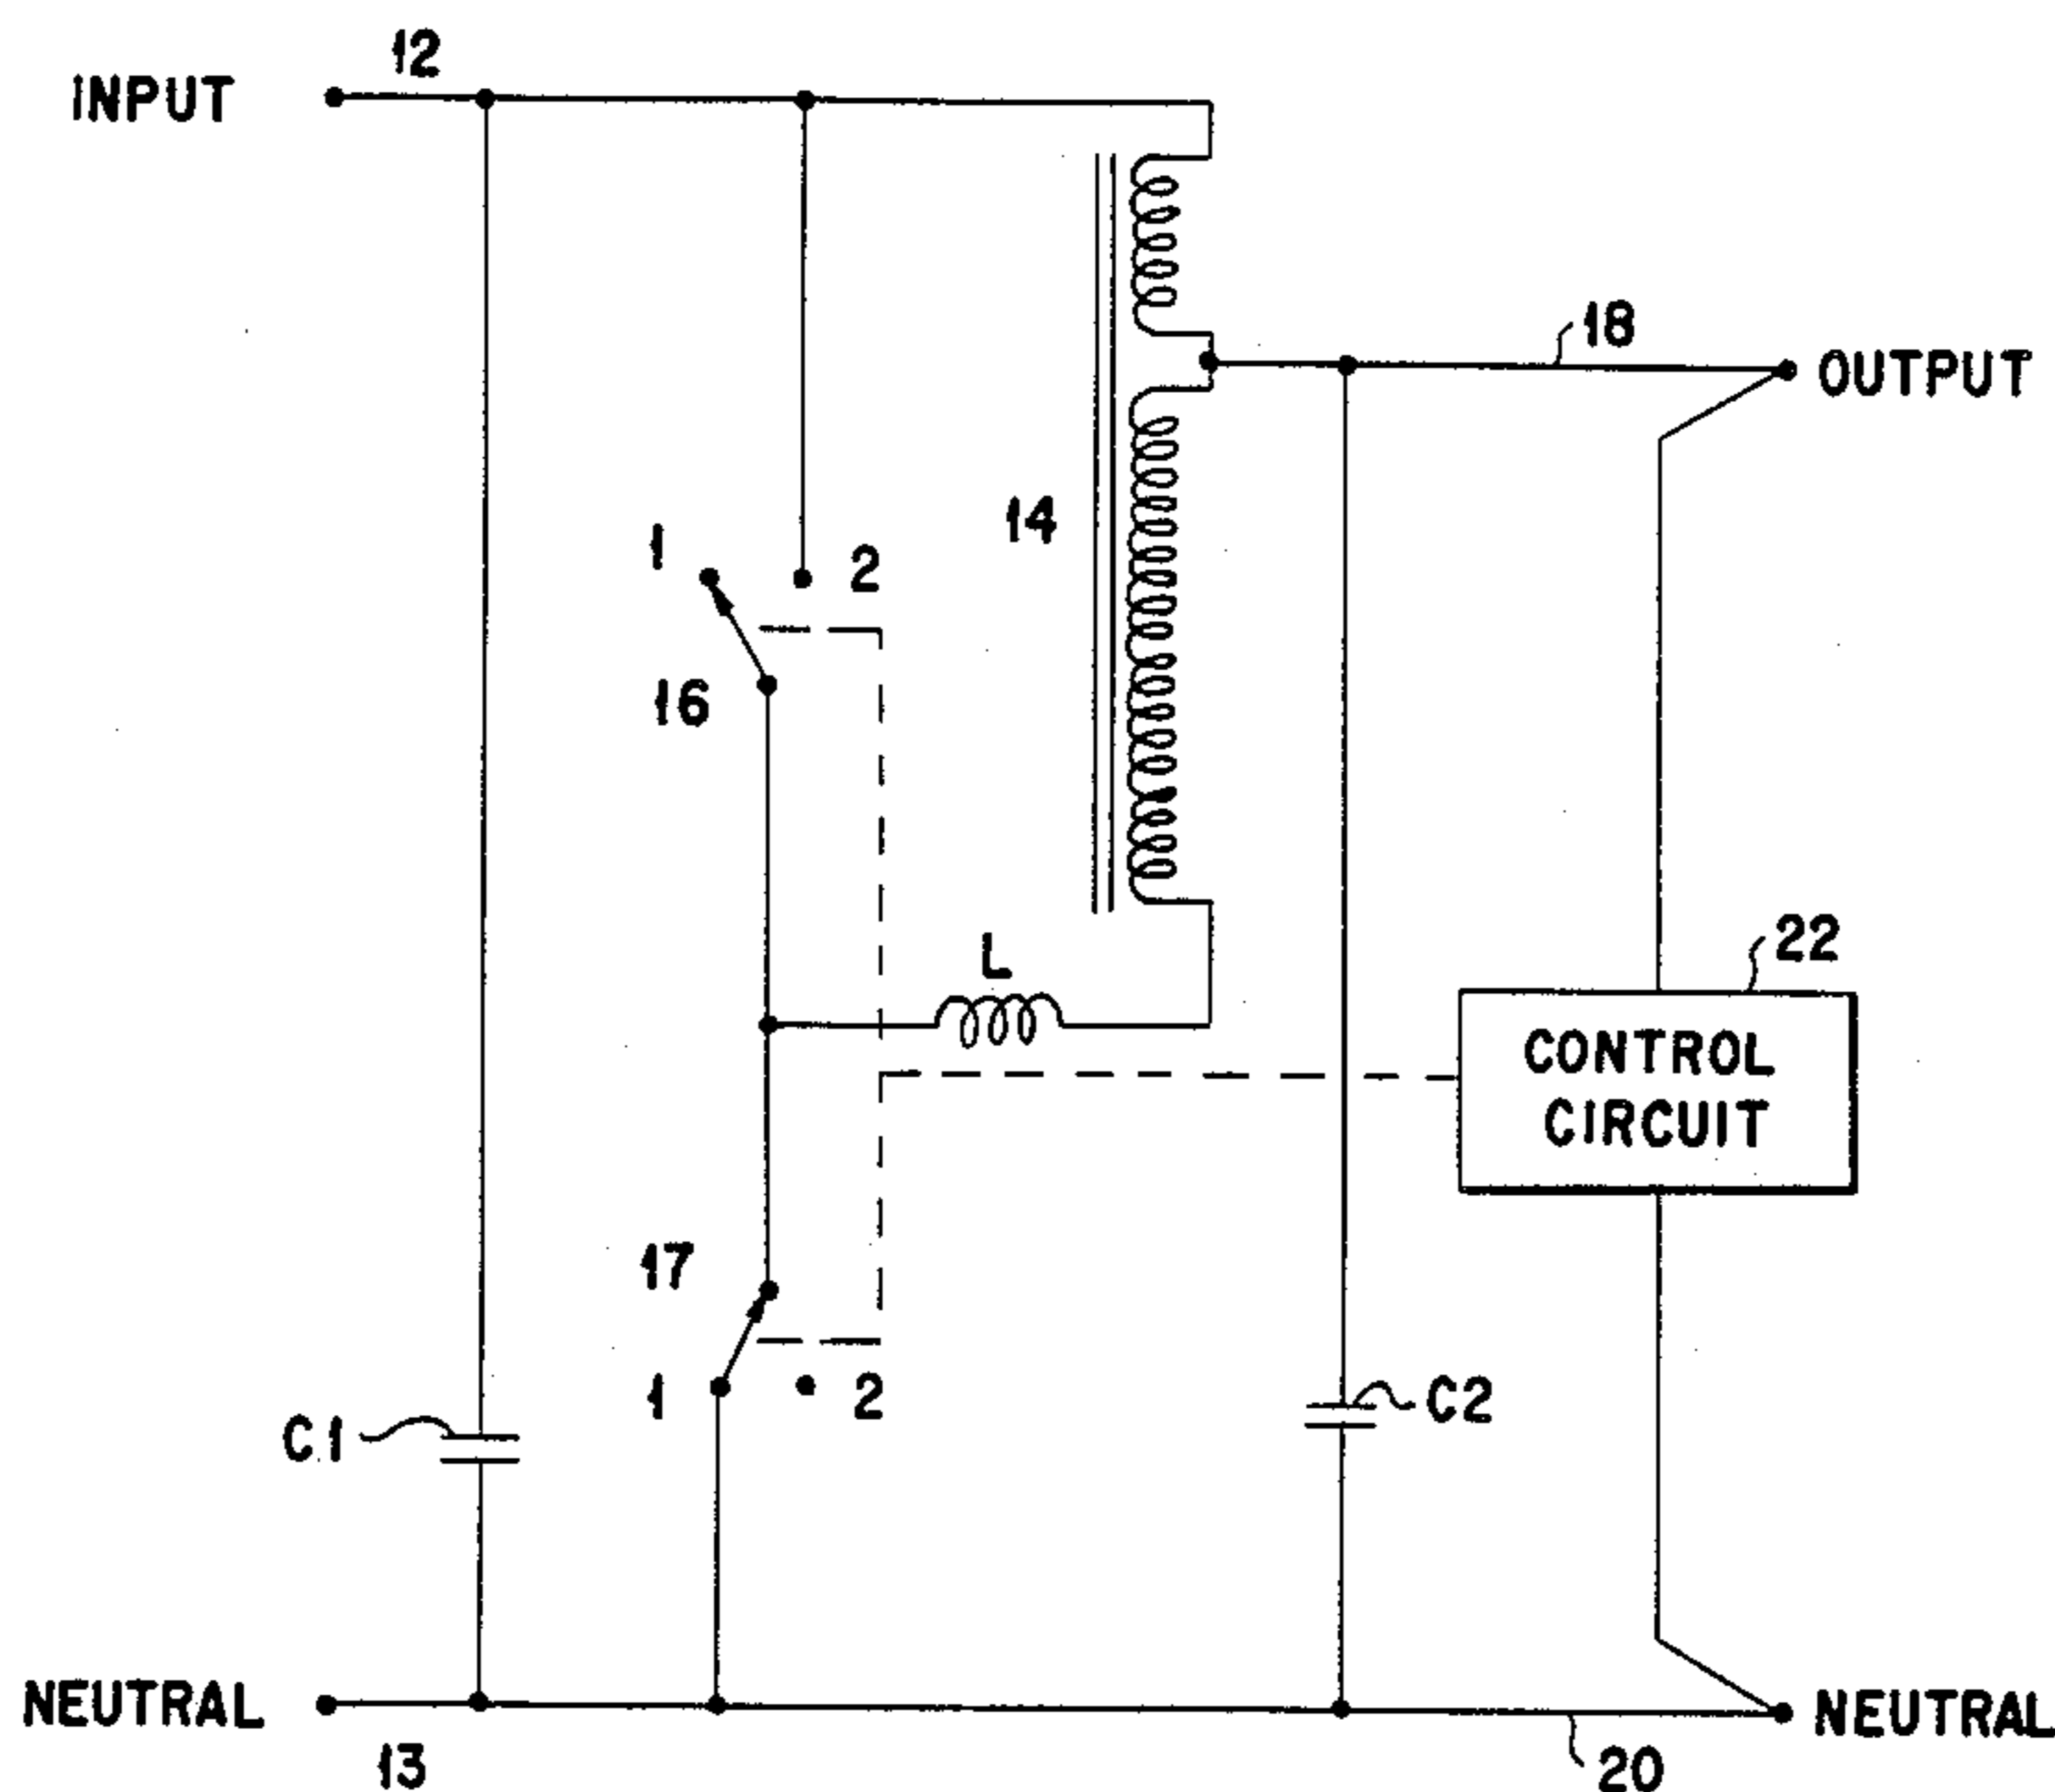 12
INPUT
18
OUTPUT
14
1
2
16
L
22
CONTROL
CIRCUIT
17
1
2
C1
C2
NEUTRAL
NEUTRAL
13
20